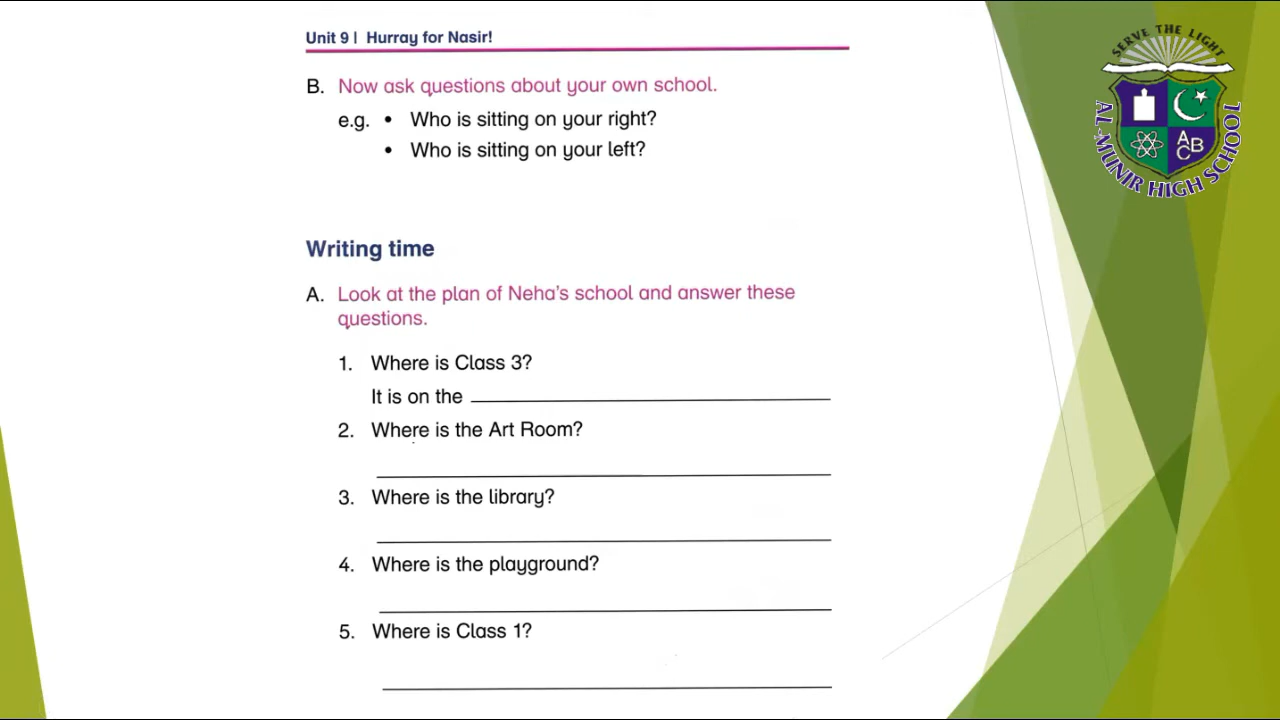 Unit 9 | Hurray for Nasir!
B. Now ask questions about your own school.
e.g. • Who is sitting on your right?
• Who is sitting on your left?
Writing time
A. Look at the plan of Neha's school and answer these
questions.
1. Where is Class 3?
It is on the
2. Where is the Art Room?
3. Where is the library?
4. Where is the playground?
5. Where is Class 1?
SERVE THE LIGHT
A B
C
AL-MUNIR HIGH SCHOOL